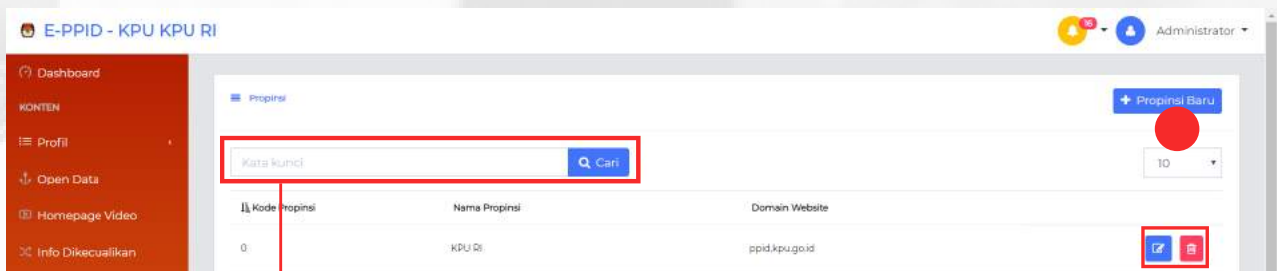 E-PPID - KPU KPU RI
16
Administrator
Dashboard
KONTEN
Profil
Open Data
Homepage Video
Info Dikecualikan
Propinsi
+ Propinsi Baru
Kata kunci
Cari
10
Kode Propinsi Nama Propinsi Domain Website
0 KPU RI ppid.kpu.go.id